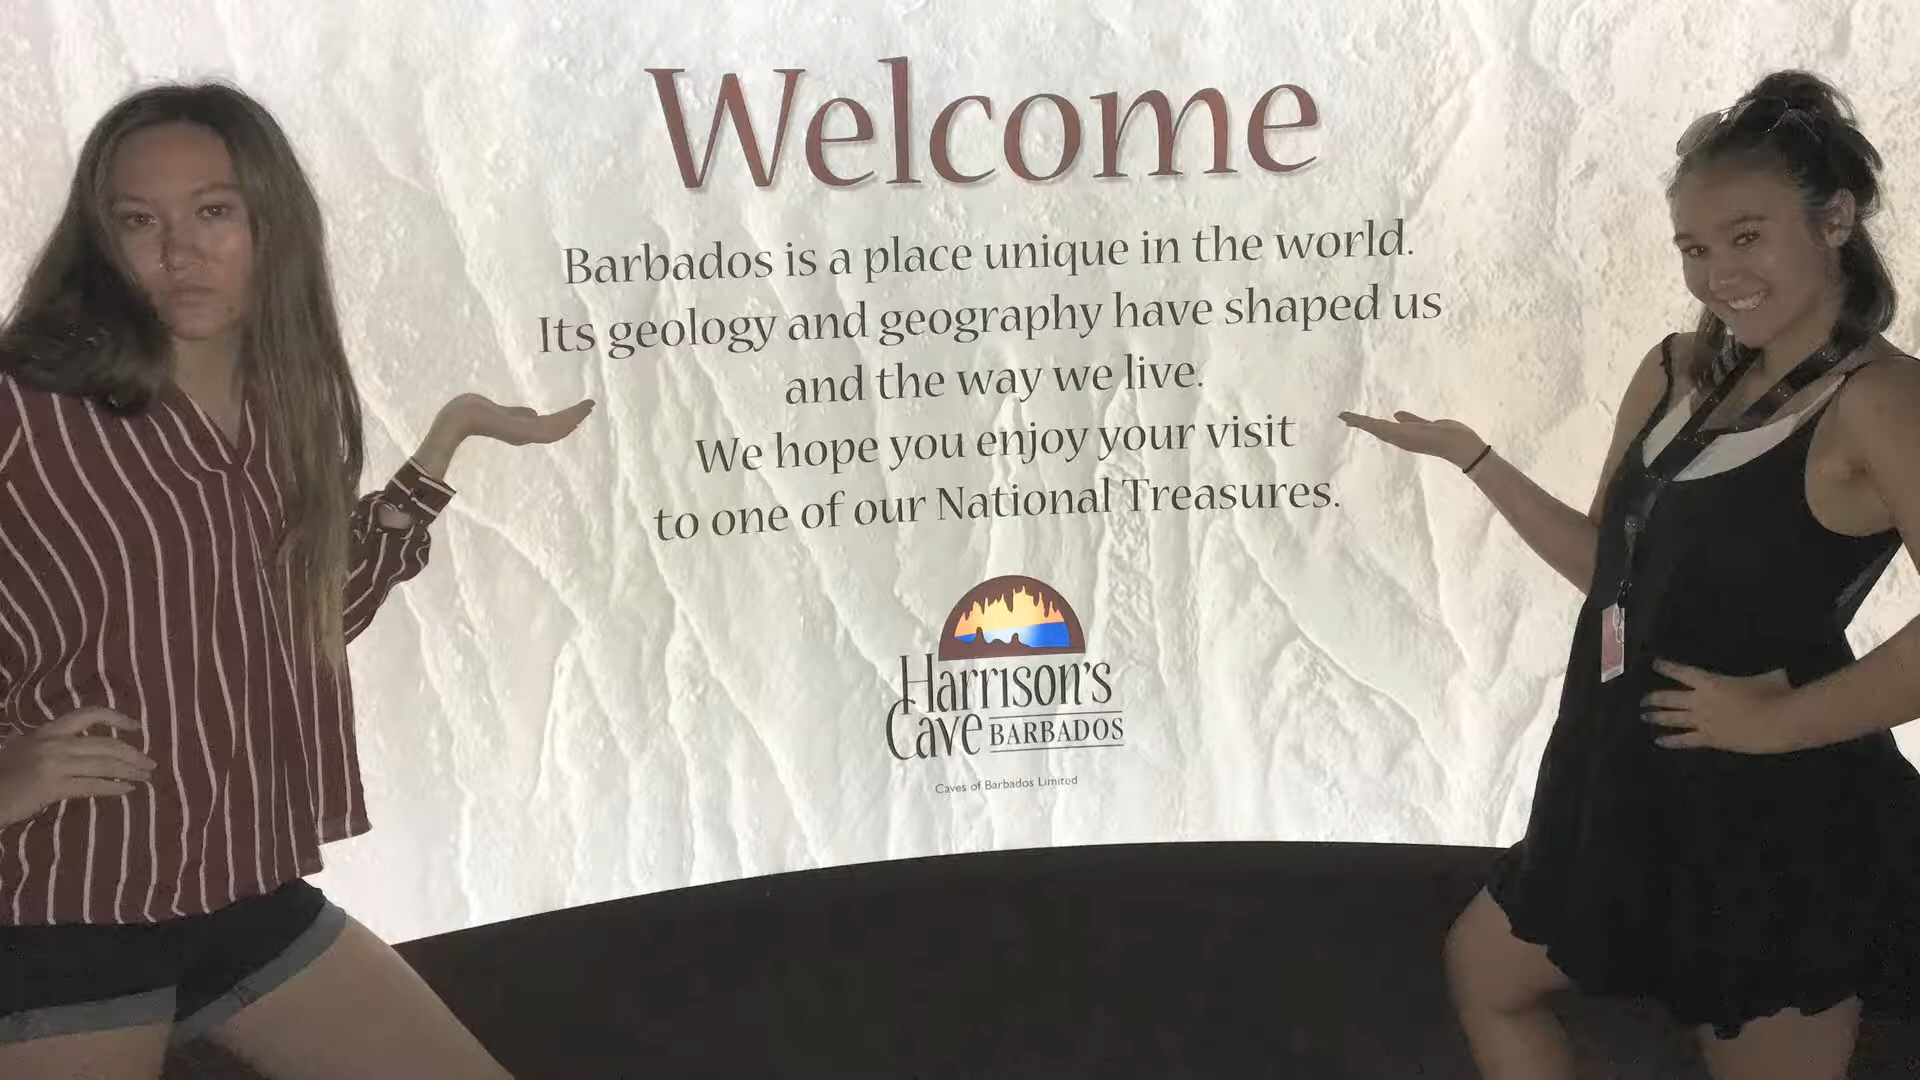 Welcome
Barbados is a place unique in the world.
Its geology and geography have shaped us
and the way we live.
We hope you enjoy your visit
to one of our National Treasures.
Harrison's
Cave BARBADOS
Caves of Barbados Limited